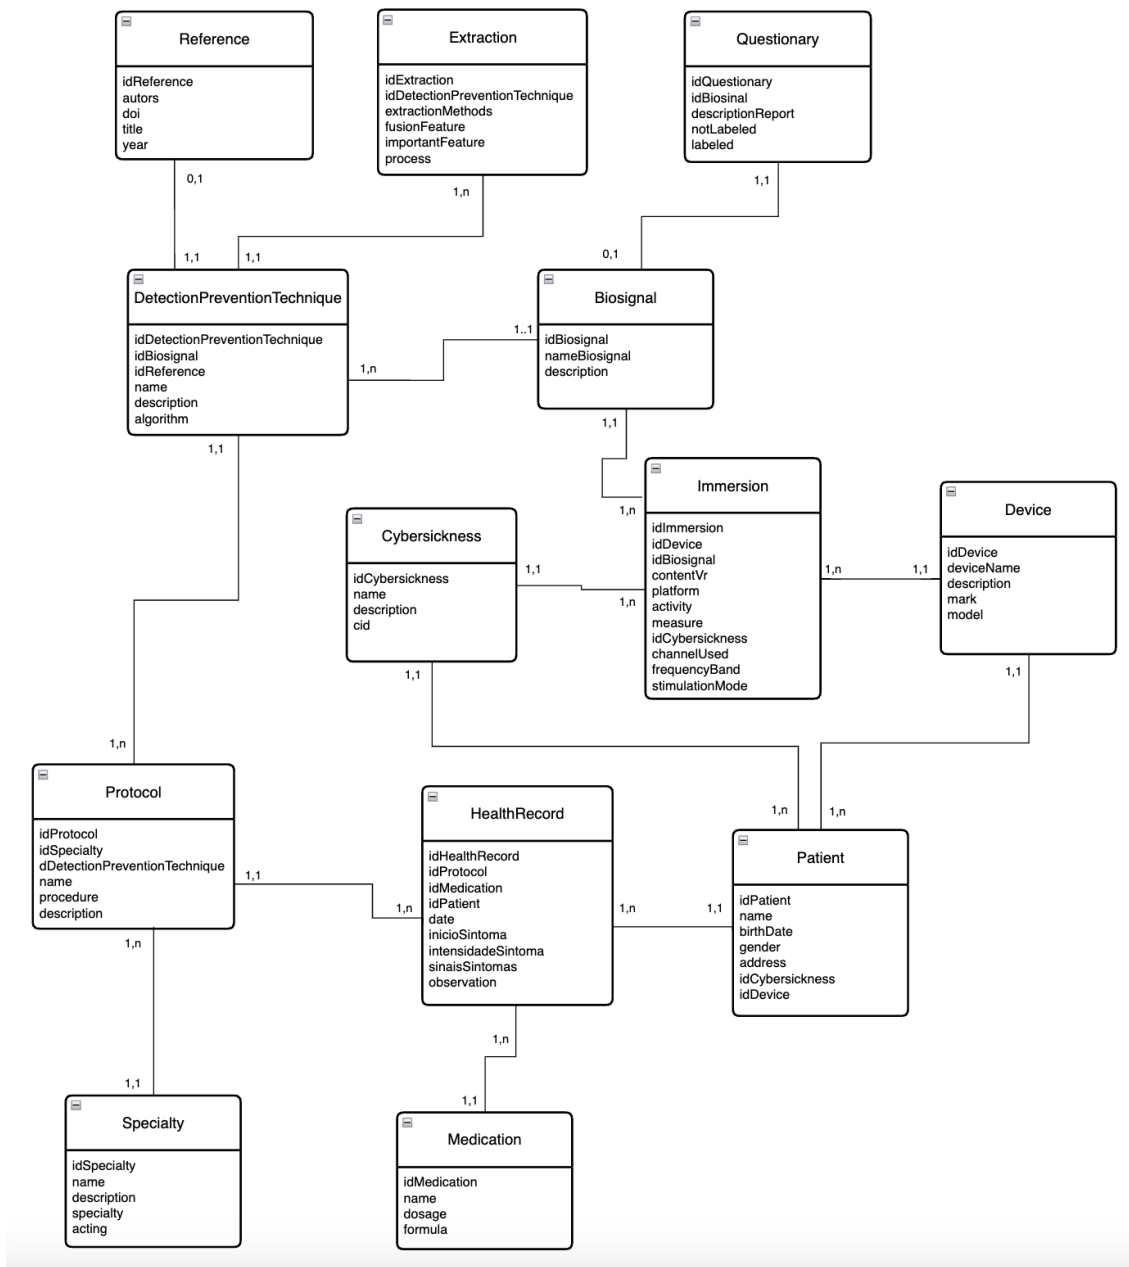 Reference
idReference
autors
doi
title
year
Extraction
idExtraction
idDetectionPreventionTechnique
extractionMethods
fusionFeature
importantFeature
process
Questionary
idQuestionary
idBiosinal
descriptionReport
notLabeled
labeled
0,1
1,n
1,1
1,1
1,1
0,1
DetectionPreventionTechnique
idDetectionPreventionTechnique
idBiosignal
idReference
name
description
algorithm
1,n
1..1
Biosignal
idBiosignal
nameBiosignal
description
1,1
1,1
1,n
Immersion
idImmersion
idDevice
idBiosignal
contentVr
platform
activity
measure
idCybersickness
channelUsed
frequencyBand
stimulationMode
Cybersickness
idCybersickness
name
description
cid
1,1
1,n
1,n
1,1
Device
idDevice
deviceName
description
mark
model
1,1
1,1
1,n
1,n
1,n
Protocol
idProtocol
idSpecialty
dDetectionPreventionTechnique
name
procedure
description
1,1
1,n
HealthRecord
idHealthRecord
idProtocol
idMedication
idPatient
date
inicioSintoma
intensidadeSintoma
sinaisSintomas
observation
1,n
1,1
Patient
idPatient
name
birthDate
gender
address
idCybersickness
idDevice
1,n
1,1
1,n
1,1
Specialty
idSpecialty
name
description
specialty
acting
Medication
idMedication
name
dosage
formula